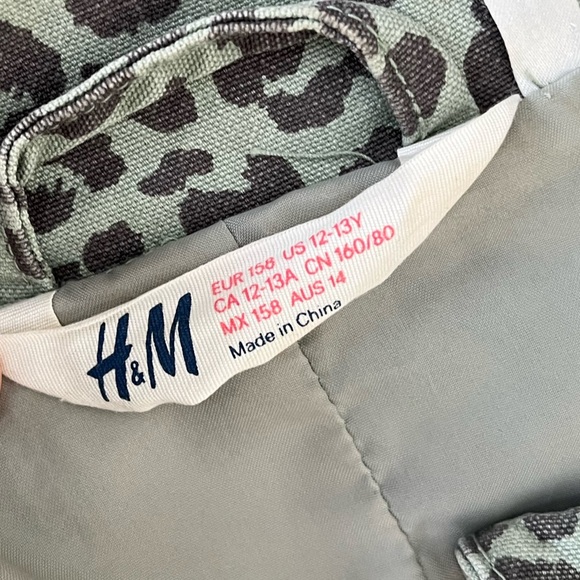 H&M
EUR 158 US 12-13Y
CA 12-13A CN 160/80
MX 158 AUS 14
Made in China